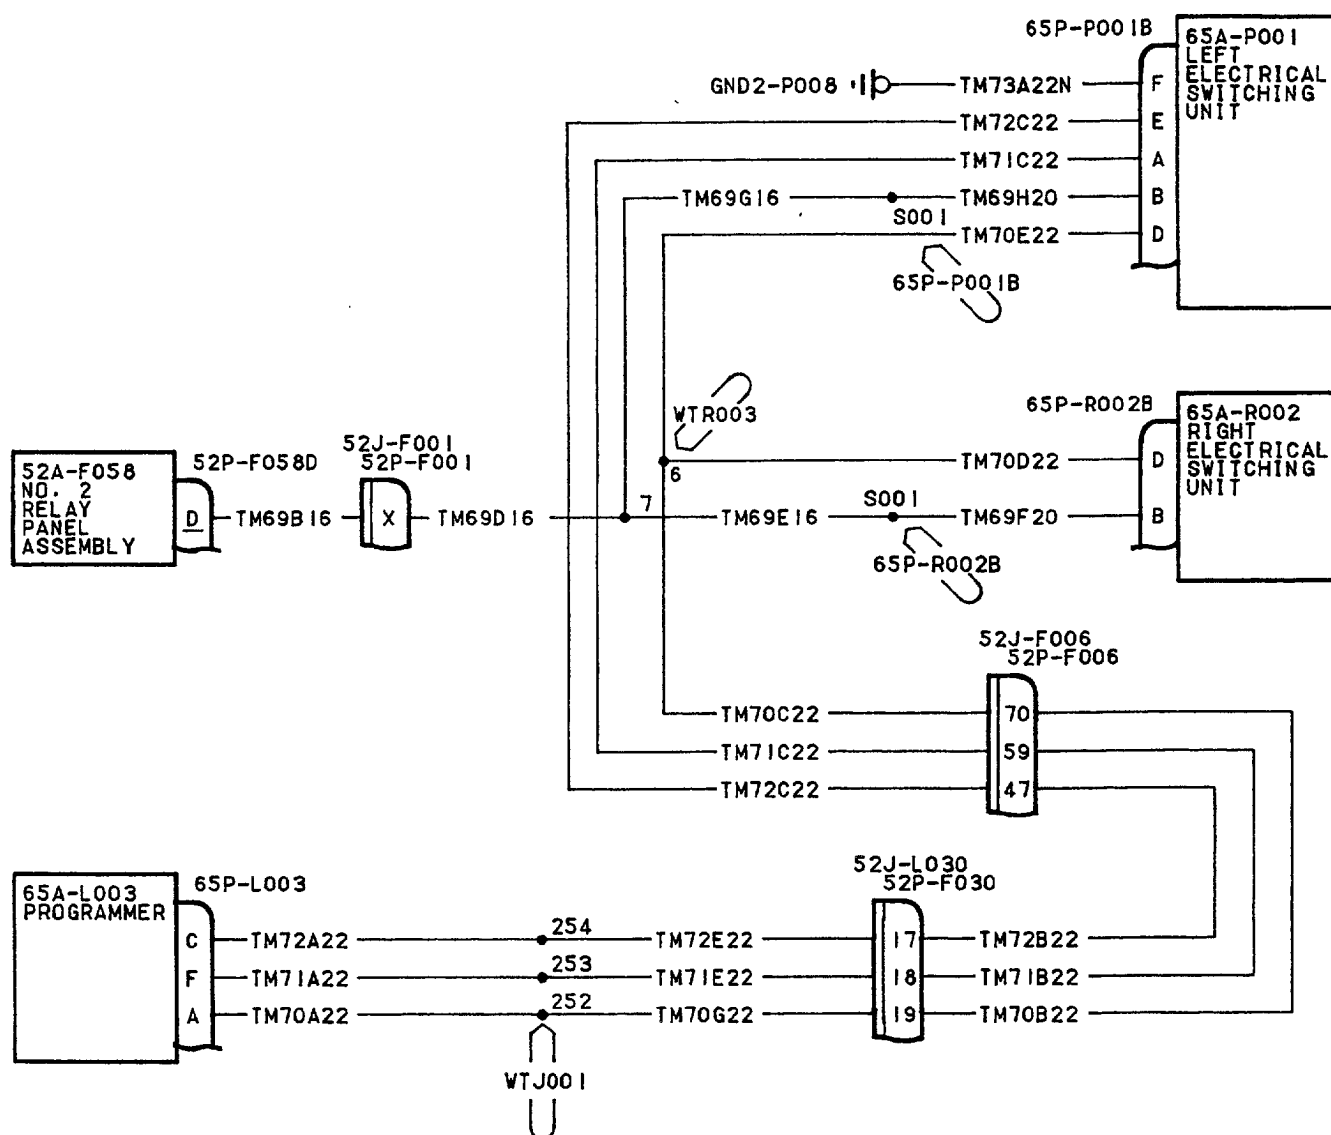 65P-P001B
65A-P001
LEFT
ELECTRICAL
SWITCHING
UNIT
GND2-P008
TM73A22N
F
TM72C22
E
TM71C22
A
TM69G16
TM69H20
B
S001
TM70E22
D
65P-P001B
WTR003
65P-R002B
65A-R002
RIGHT
ELECTRICAL
SWITCHING
UNIT
52A-F058
NO. 2
RELAY
PANEL
ASSEMBLY
52P-F058D
52J-F001
52P-F001
6
TM70D22
D
D
TM69B16
X
TM69D16
7
TM69E16
S001
TM69F20
B
65P-R002B
52J-F006
52P-F006
TM70C22
70
TM71C22
59
TM72C22
47
65A-L003
PROGRAMMER
65P-L003
52J-L030
52P-F030
C
TM72A22
254
TM72E22
17
TM72B22
F
TM71A22
253
TM71E22
18
TM71B22
A
TM70A22
252
TM70G22
19
TM70B22
WTJ001